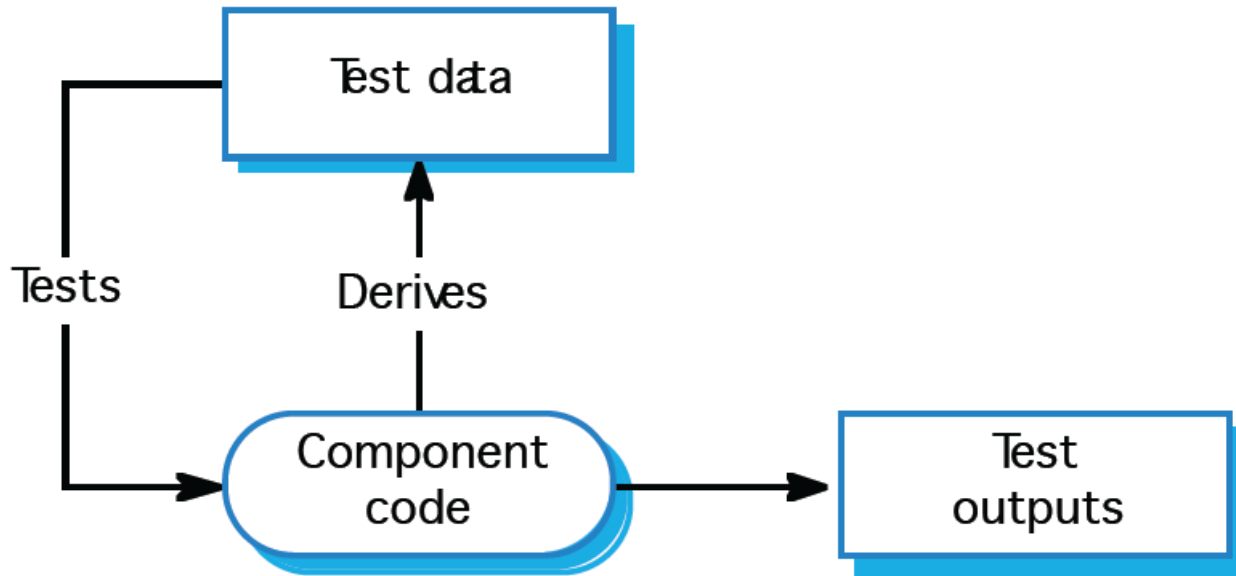 Test data
Tests
Derives
Component
code
Test
outputs